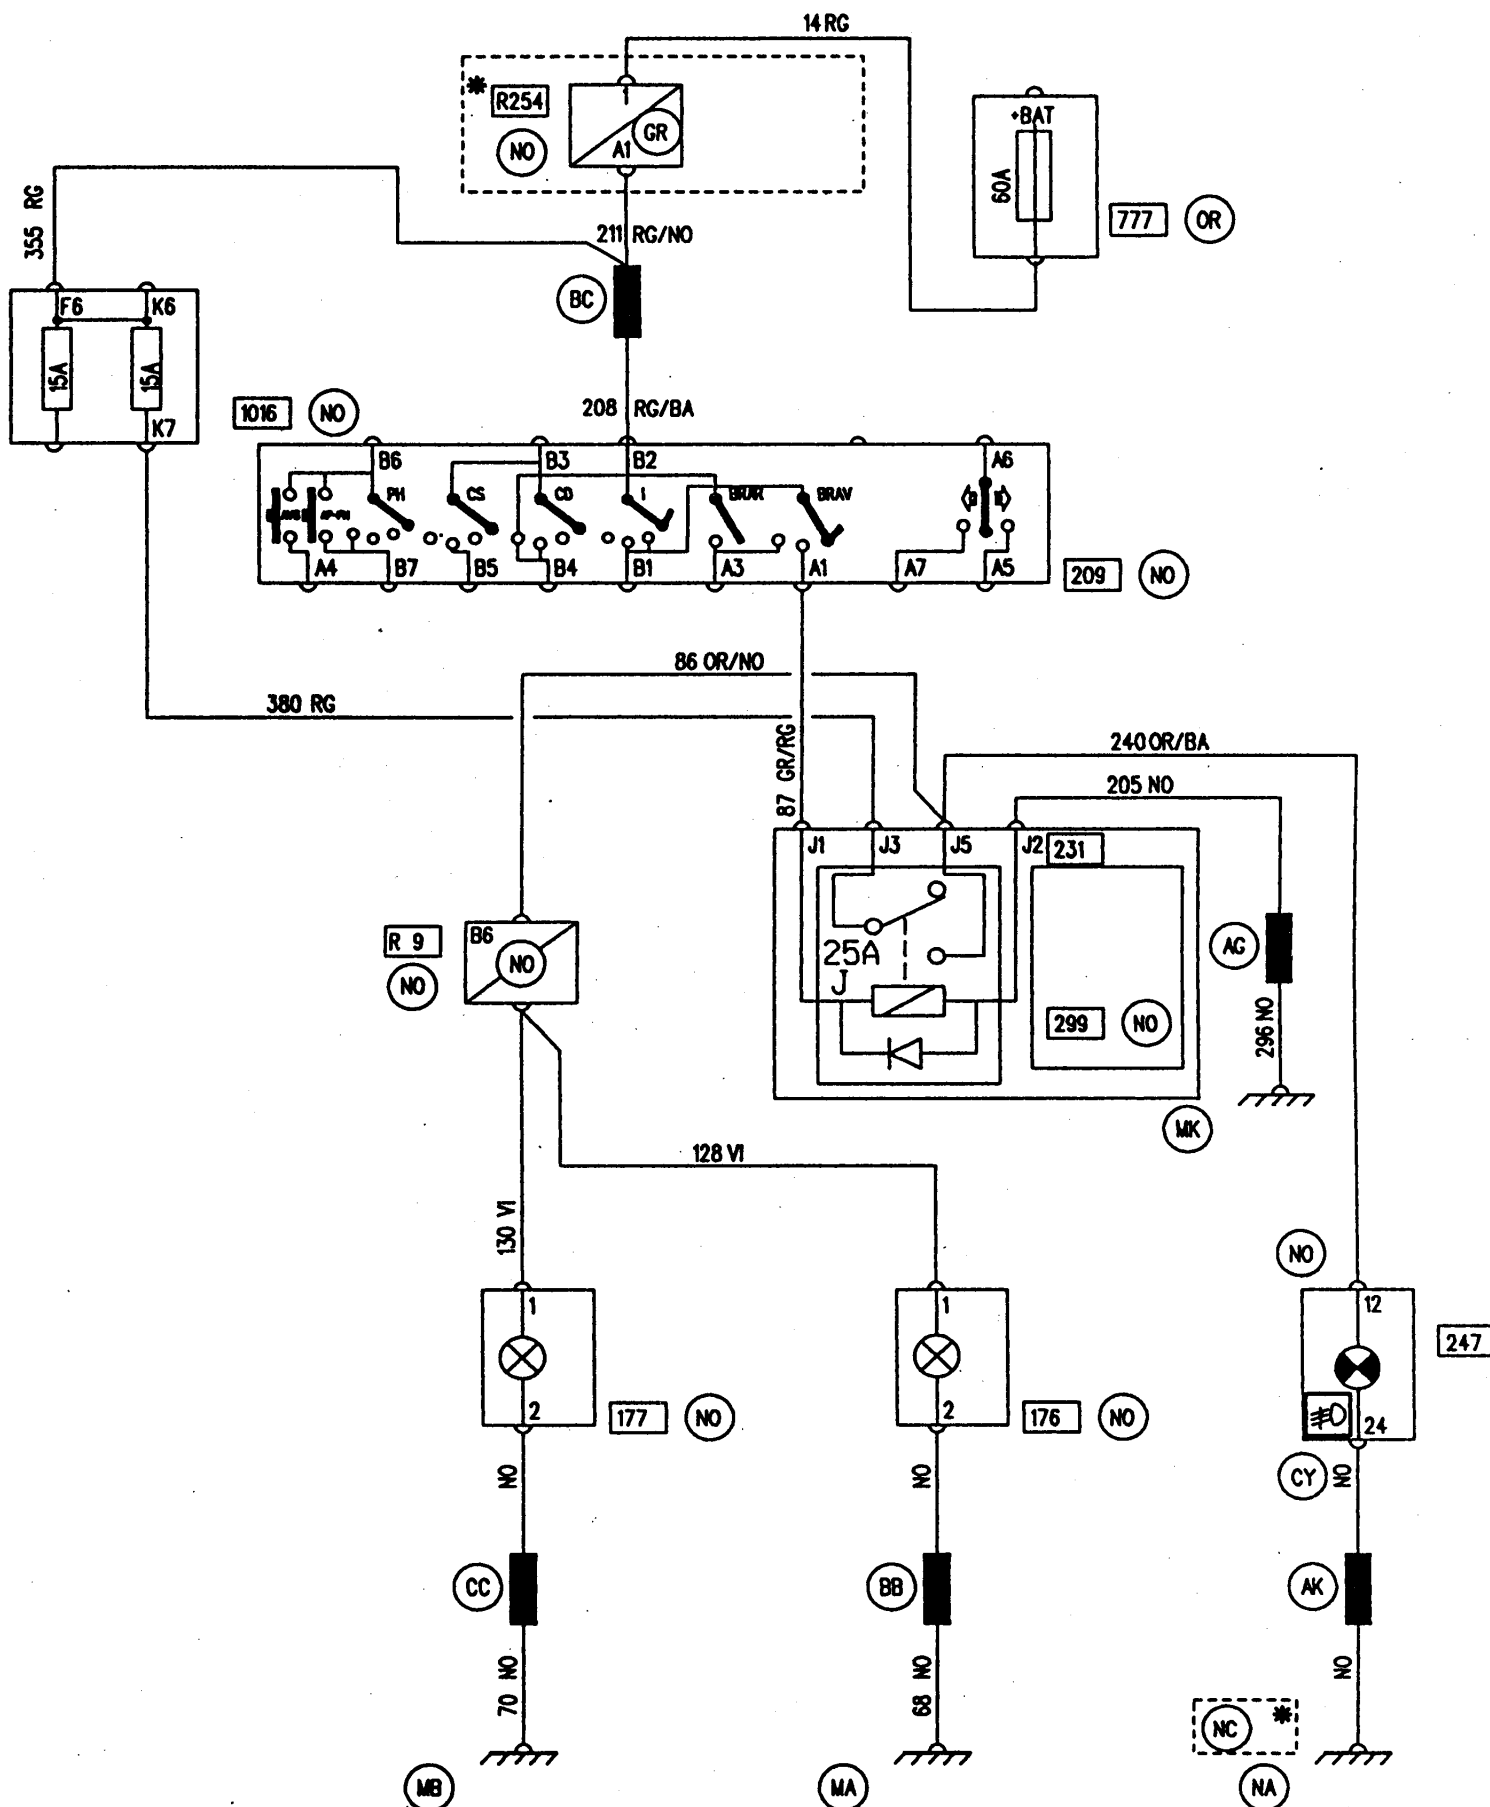 14 RG
* R254
NO
GR
A1
+BAT
60A
777
OR
355 RG
211 RG/NO
BC
F6
K6
15A
15A
K7
1016
NO
208 RG/BA
B6
B3
B2
A6
PH
CS
CD
I
BRAR
BRAV
A4
B7
B5
B4
B1
A3
A1
A7
A5
209
NO
86 OR/NO
380 RG
87 GR/RG
240 OR/BA
205 NO
J1
J3
J5
J2
231
25A
J
299
NO
AG
296 NO
MK
R 9
NO
B6
NO
128 VI
130 VI
NO
1
2
177
NO
1
2
176
NO
12
24
247
NO
NO
CY
NO
CC
BB
AK
70 NO
68 NO
NO
NC *
MB
MA
NA